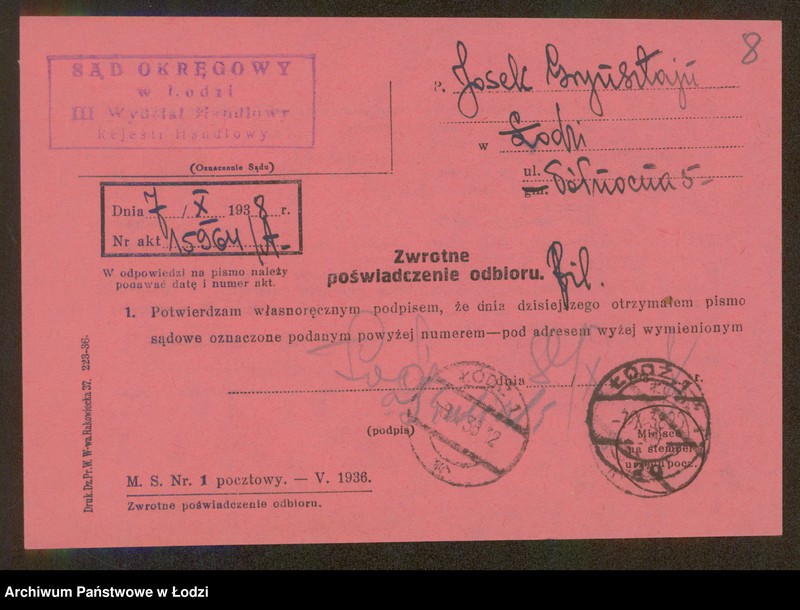 8
SĄD OKRĘGOWY
w Łodzi
III Wydział Handlowy
Rejestr Handlowy
(Oznaczenie Sądu)
P. Josek
w Łodzi
ul. Północna 5
gm.
Dnia 7 / X 1938 r.
Nr akt 15964/A
W odpowiedzi na pismo należy
podawać datę i numer akt.
Zwrotne
poświadczenie odbioru.
1. Potwierdzam własnoręcznym podpisem, że dnia dzisiejszego otrzymałem pismo
sądowe oznaczone podanym powyżej numerem—pod adresem wyżej wymienionym
dnia r.
(podpis)
ŁÓDŹ 1
ŁÓDŹ 1
Miejsce
na stempel
urzędu pocz.
M. S. Nr. 1 pocztowy. — V. 1936.
Zwrotne poświadczenie odbioru.
Druk. Dz. Pr. W. W-wa, Rakowiecka 37. 223-36.
Archiwum Państwowe w Łodzi